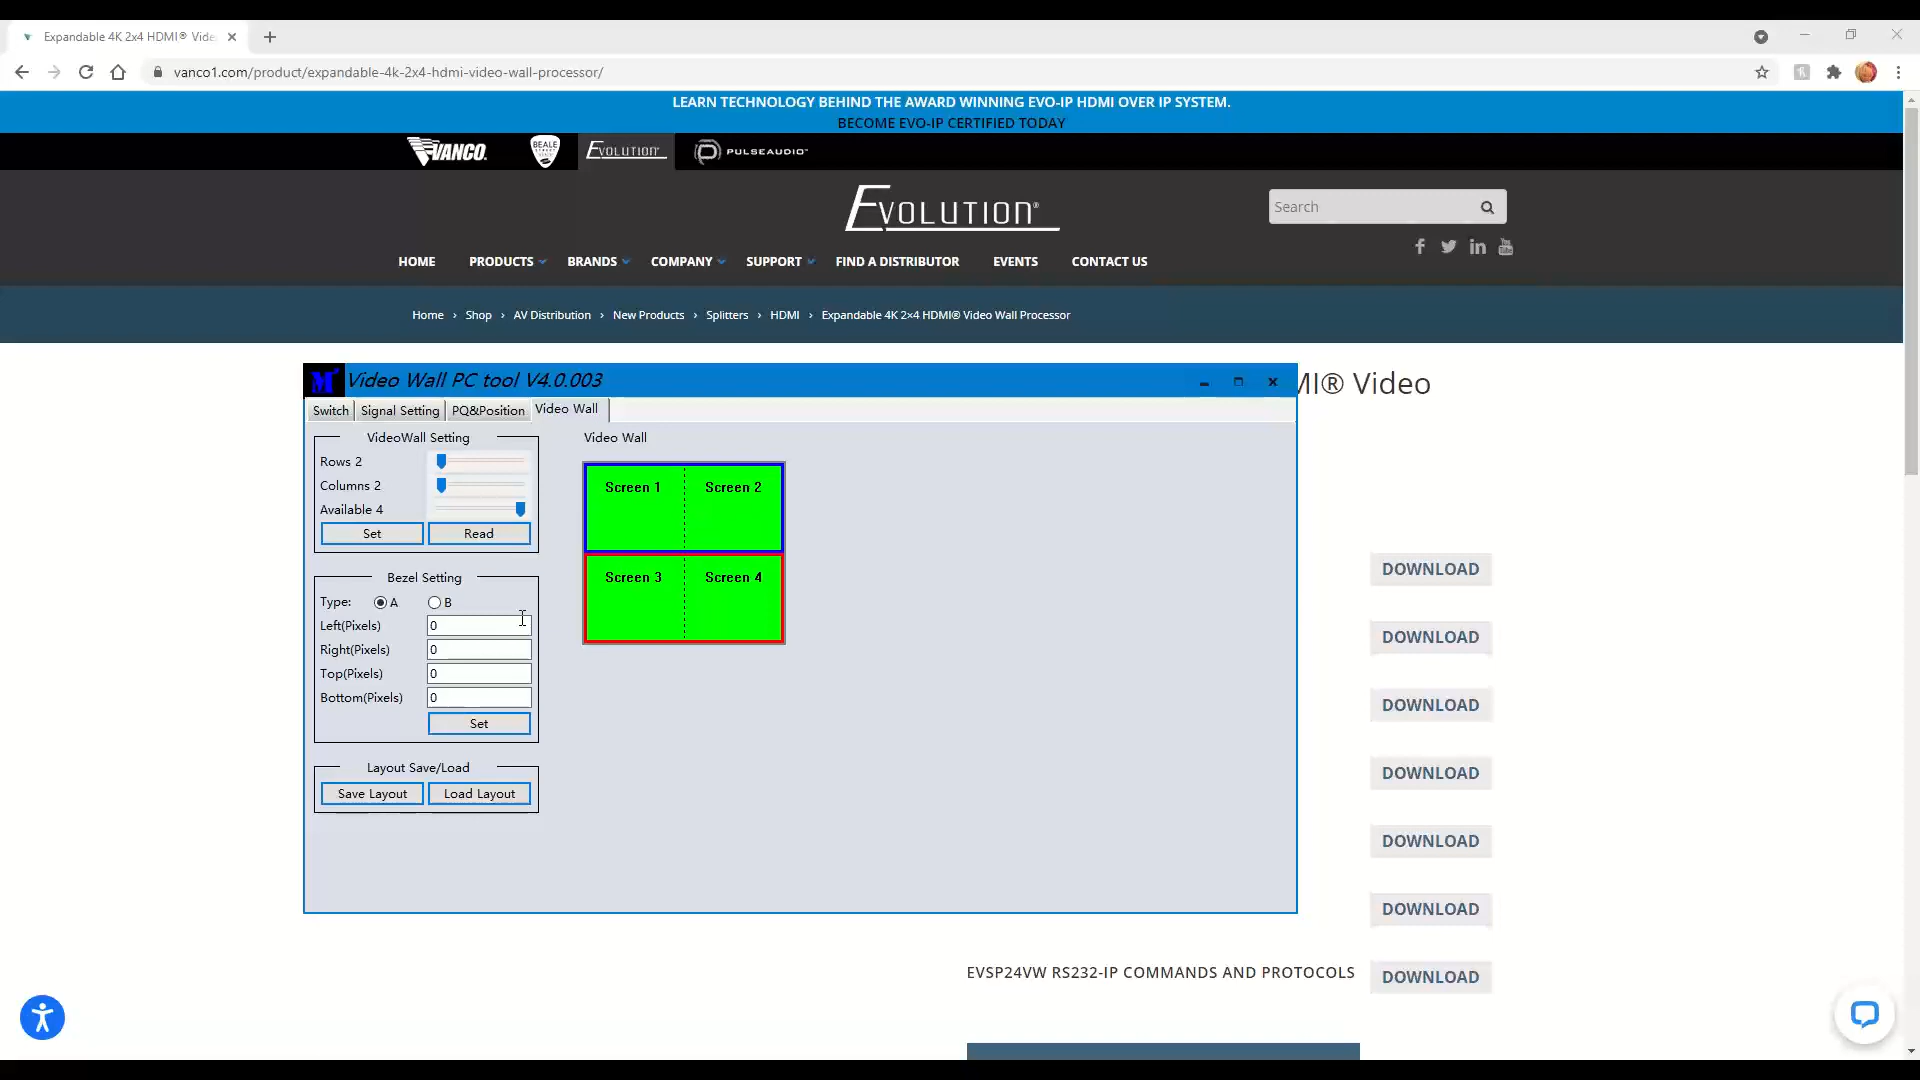 Expandable 4K 2x4 HDMI® Vide
vanco1.com/product/expandable-4k-2x4-hdmi-video-wall-processor/
LEARN TECHNOLOGY BEHIND THE AWARD WINNING EVO-IP HDMI OVER IP SYSTEM.
BECOME EVO-IP CERTIFIED TODAY
VANCO. BEALE STREET EVOLUTION PULSEAUDIO
EVOLUTION®
Search
HOME PRODUCTS BRANDS COMPANY SUPPORT FIND A DISTRIBUTOR EVENTS CONTACT US
Home › Shop › AV Distribution › New Products › Splitters › HDMI › Expandable 4K 2×4 HDMI® Video Wall Processor
Video Wall PC tool V4.0.003
MI® Video
Switch Signal Setting PQ&Position Video Wall
VideoWall Setting
Rows 2
Columns 2
Available 4
Set Read
Bezel Setting
Type: A B
Left(Pixels) 0
Right(Pixels) 0
Top(Pixels) 0
Bottom(Pixels) 0
Set
Layout Save/Load
Save Layout Load Layout
Video Wall
Screen 1 Screen 2
Screen 3 Screen 4
DOWNLOAD
DOWNLOAD
DOWNLOAD
DOWNLOAD
DOWNLOAD
DOWNLOAD
EVSP24VW RS232-IP COMMANDS AND PROTOCOLS DOWNLOAD